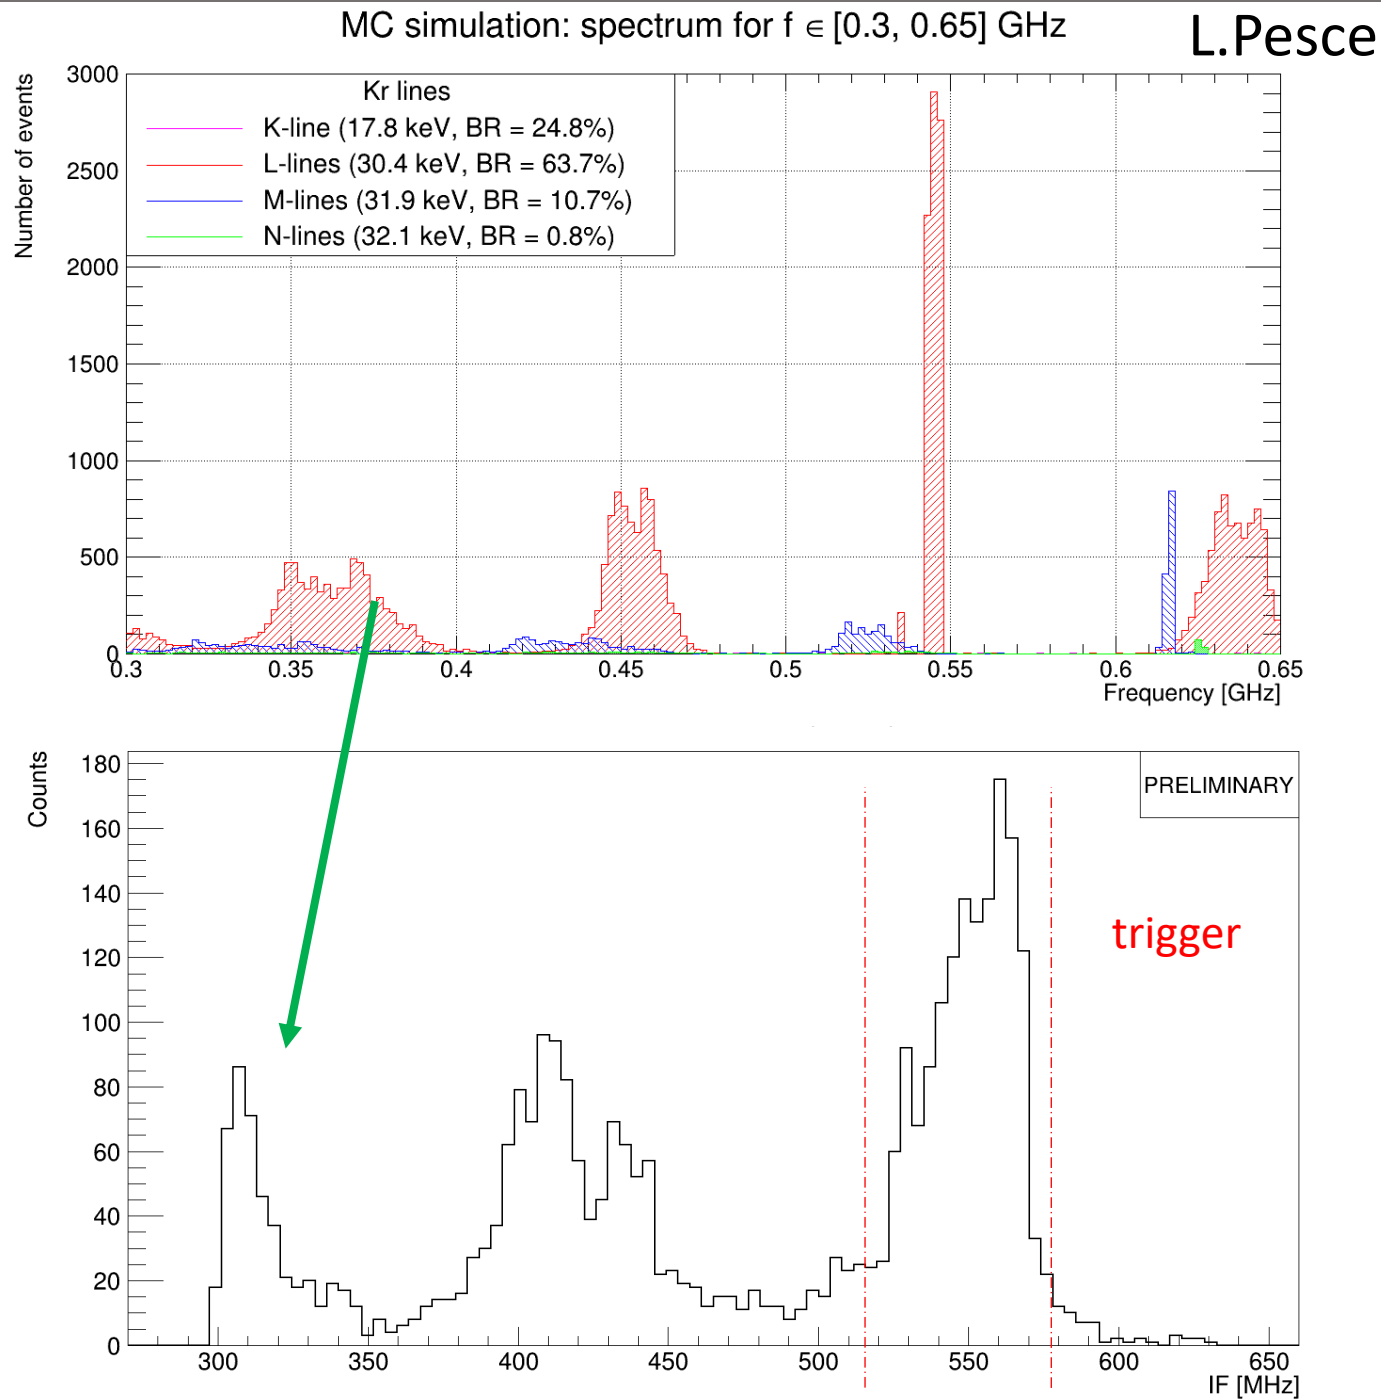 MC simulation: spectrum for f ∈ [0.3, 0.65] GHz
L.Pesce
Number of events
3000
2500
2000
1500
1000
500
0
Kr lines
K-line (17.8 keV, BR = 24.8%)
L-lines (30.4 keV, BR = 63.7%)
M-lines (31.9 keV, BR = 10.7%)
N-lines (32.1 keV, BR = 0.8%)
0.3 0.35 0.4 0.45 0.5 0.55 0.6 0.65
Frequency [GHz]
Counts
180
160
140
120
100
80
60
40
20
0
PRELIMINARY
trigger
300 350 400 450 500 550 600 650
IF [MHz]